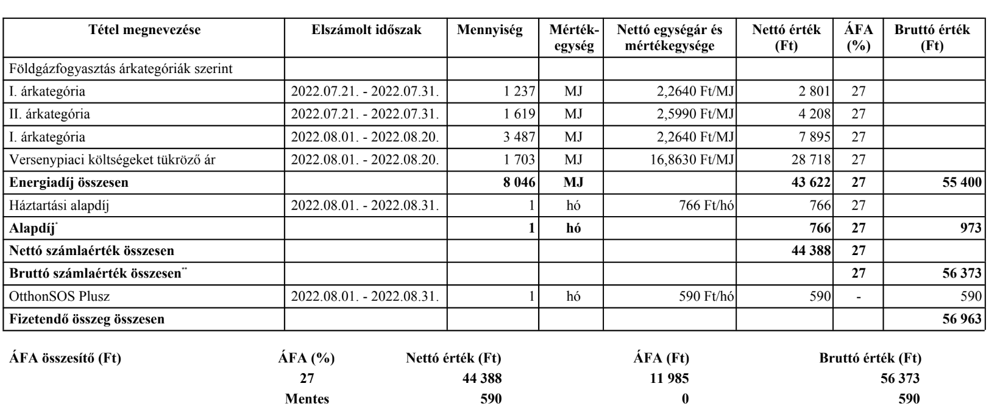 Tétel megnevezése Elszámolt időszak Mennyiség Mérték-egység Nettó egységár és mértékegysége Nettó érték (Ft) ÁFA (%) Bruttó érték (Ft)
Földgázfogyasztás árkategóriák szerint
I. árkategória 2022.07.21. - 2022.07.31. 1 237 MJ 2,2640 Ft/MJ 2 801 27
II. árkategória 2022.07.21. - 2022.07.31. 1 619 MJ 2,5990 Ft/MJ 4 208 27
I. árkategória 2022.08.01. - 2022.08.20. 3 487 MJ 2,2640 Ft/MJ 7 895 27
Versenypiaci költségeket tükröző ár 2022.08.01. - 2022.08.20. 1 703 MJ 16,8630 Ft/MJ 28 718 27
Energiadíj összesen 8 046 MJ 43 622 27 55 400
Háztartási alapdíj 2022.08.01. - 2022.08.31. 1 hó 766 Ft/hó 766 27
Alapdíj* 1 hó 766 27 973
Nettó számlaérték összesen 44 388 27
Bruttó számlaérték összesen** 27 56 373
OtthonSOS Plusz 2022.08.01. - 2022.08.31. 1 hó 590 Ft/hó 590 - 590
Fizetendő összeg összesen 56 963
ÁFA összesítő (Ft) ÁFA (%) Nettó érték (Ft) ÁFA (Ft) Bruttó érték (Ft)
27 44 388 11 985 56 373
Mentes 590 0 590